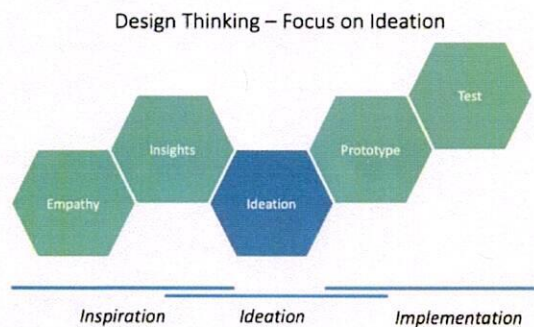 Design Thinking – Focus on Ideation
Test
Insights
Prototype
Empathy
Ideation
Inspiration
Ideation
Implementation